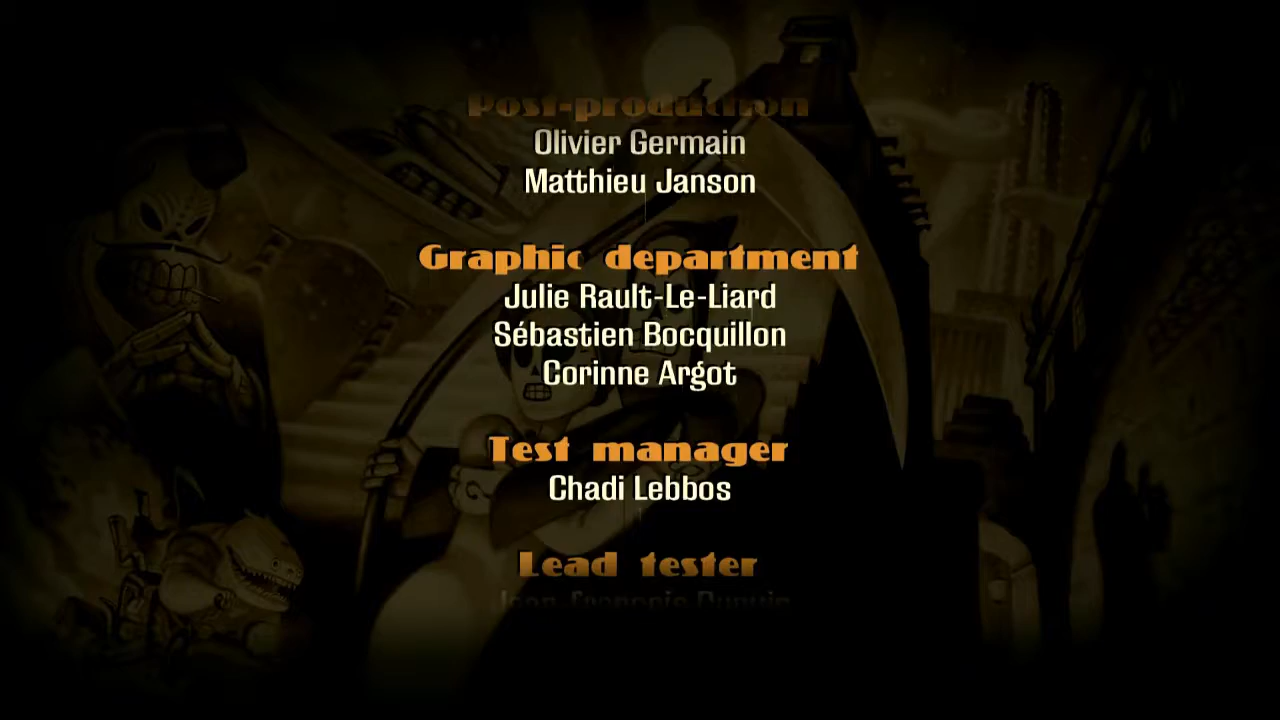 Post-production
Olivier Germain
Matthieu Janson
Graphic department
Julie Rault-Le-Liard
Sébastien Bocquillon
Corinne Argot
Test manager
Chadi Lebbos
Lead tester